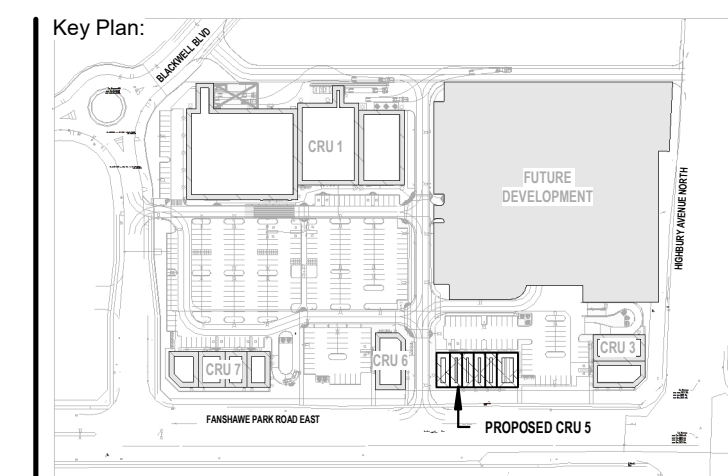 Key Plan:
BLACKWELL BLVD
CRU 1
FUTURE
DEVELOPMENT
HIGHBURY AVENUE NORTH
CRU 3
CRU 6
CRU 7
FANSHAWE PARK ROAD EAST
PROPOSED CRU 5